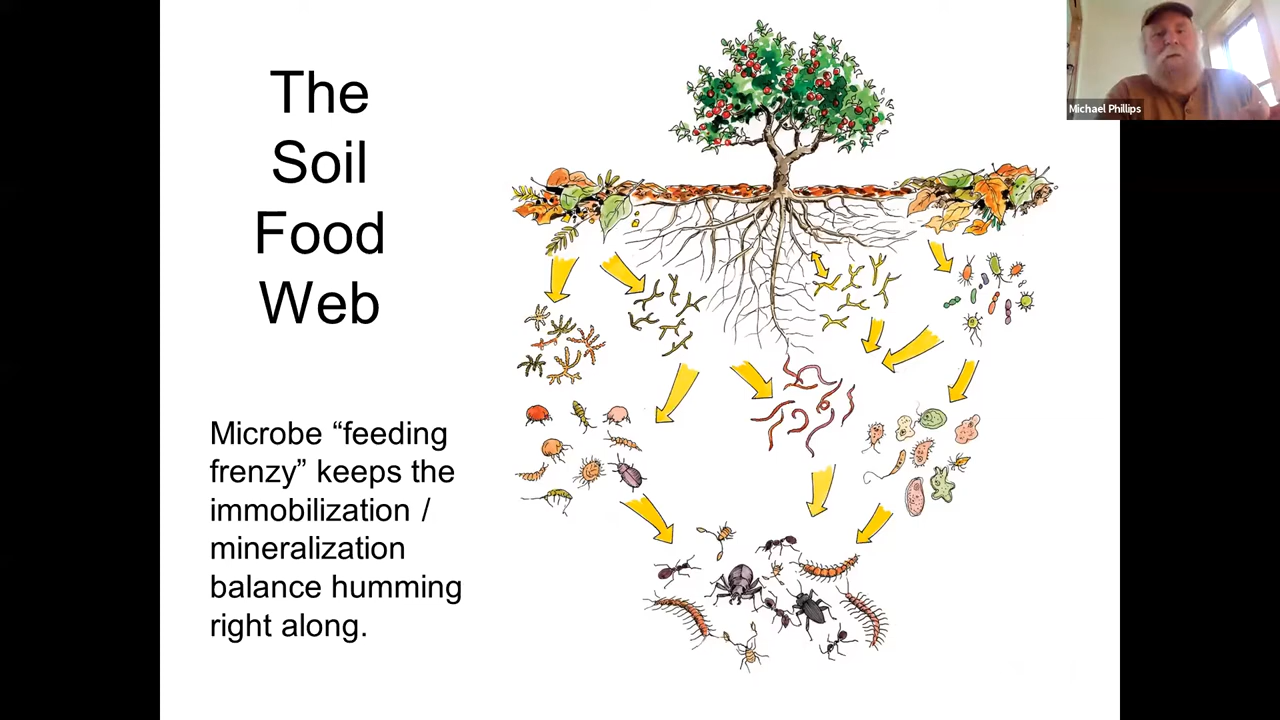 The
Soil
Food
Web
Microbe “feeding
frenzy” keeps the
immobilization /
mineralization
balance humming
right along.
Michael Phillips